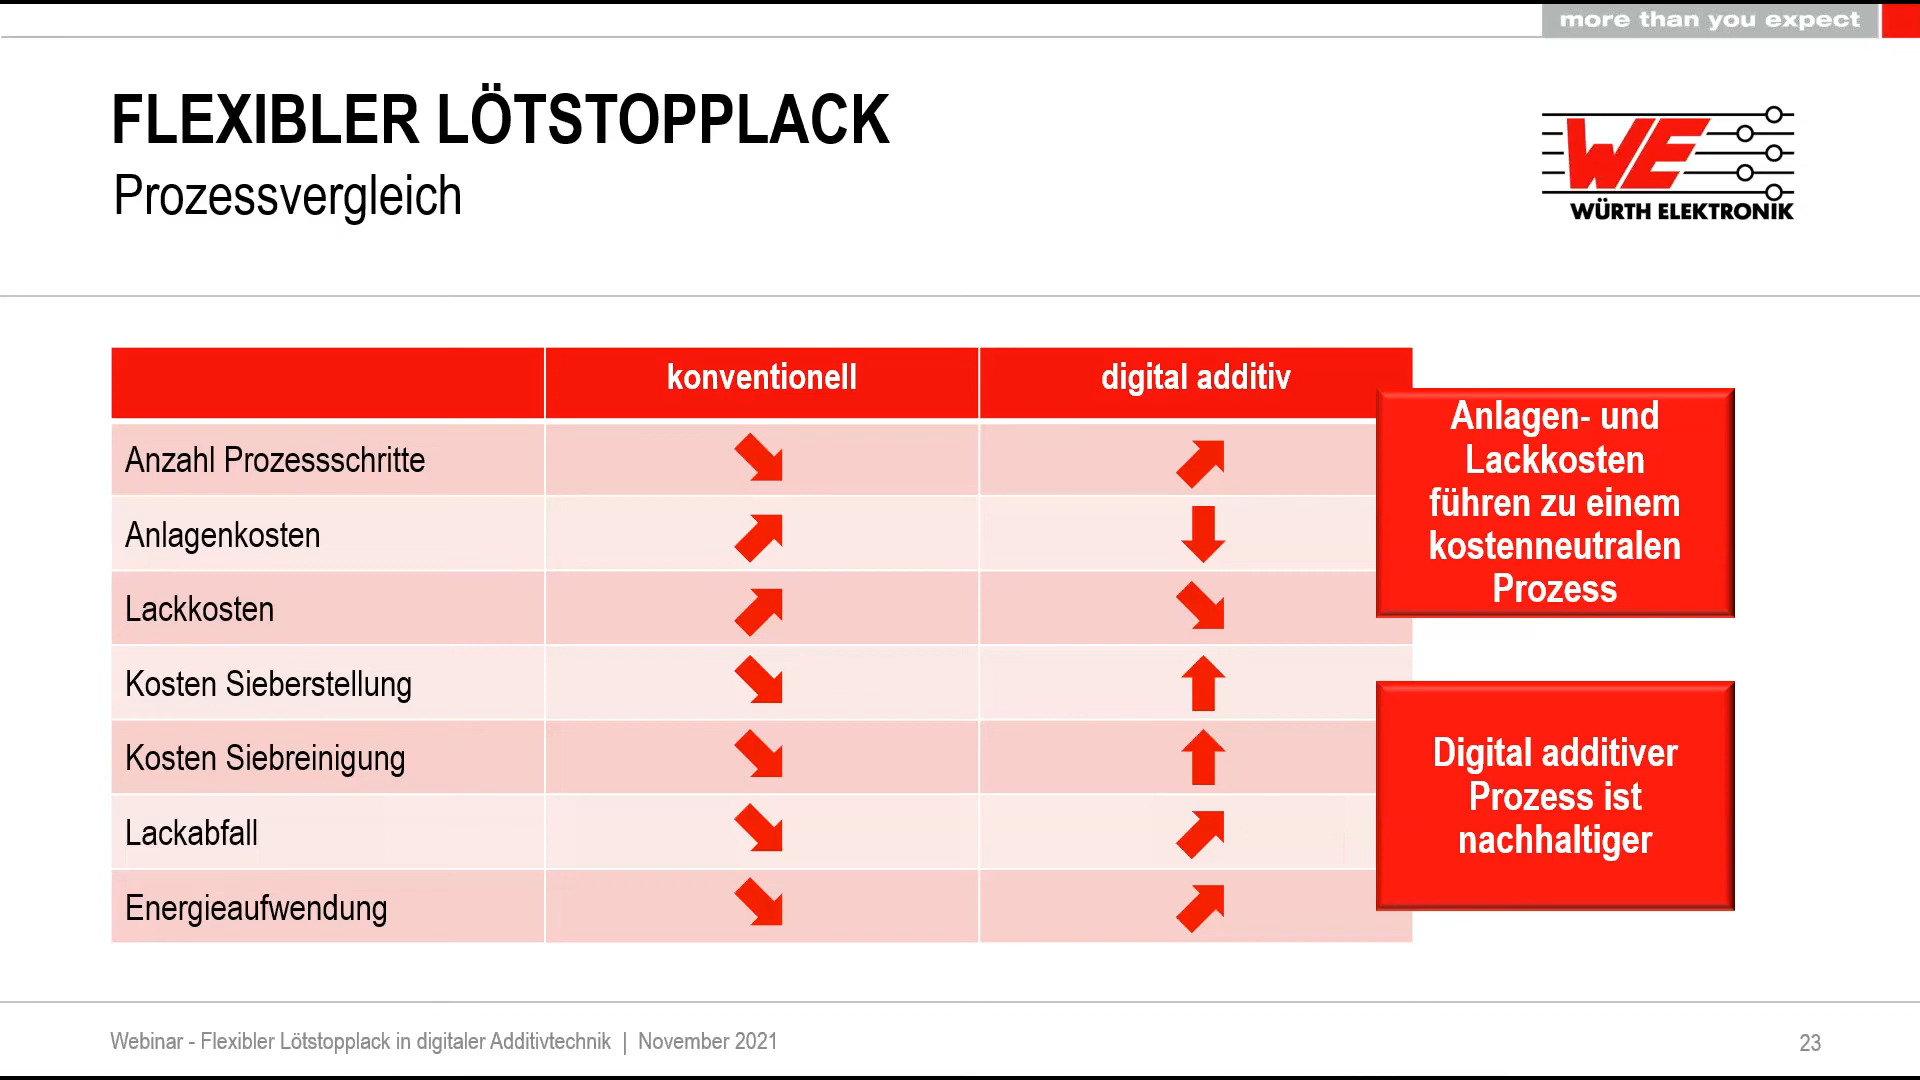 more than you expect
FLEXIBLER LÖTSTOPPLACK
Prozessvergleich
WE
WÜRTH ELEKTRONIK
konventionell digital additiv
Anzahl Prozessschritte
Anlagenkosten
Lackkosten
Kosten Sieberstellung
Kosten Siebreinigung
Lackabfall
Energieaufwendung
Anlagen- und
Lackkosten
führen zu einem
kostenneutralen
Prozess
Digital additiver
Prozess ist
nachhaltiger
Webinar - Flexibler Lötstopplack in digitaler Additivtechnik | November 2021
23